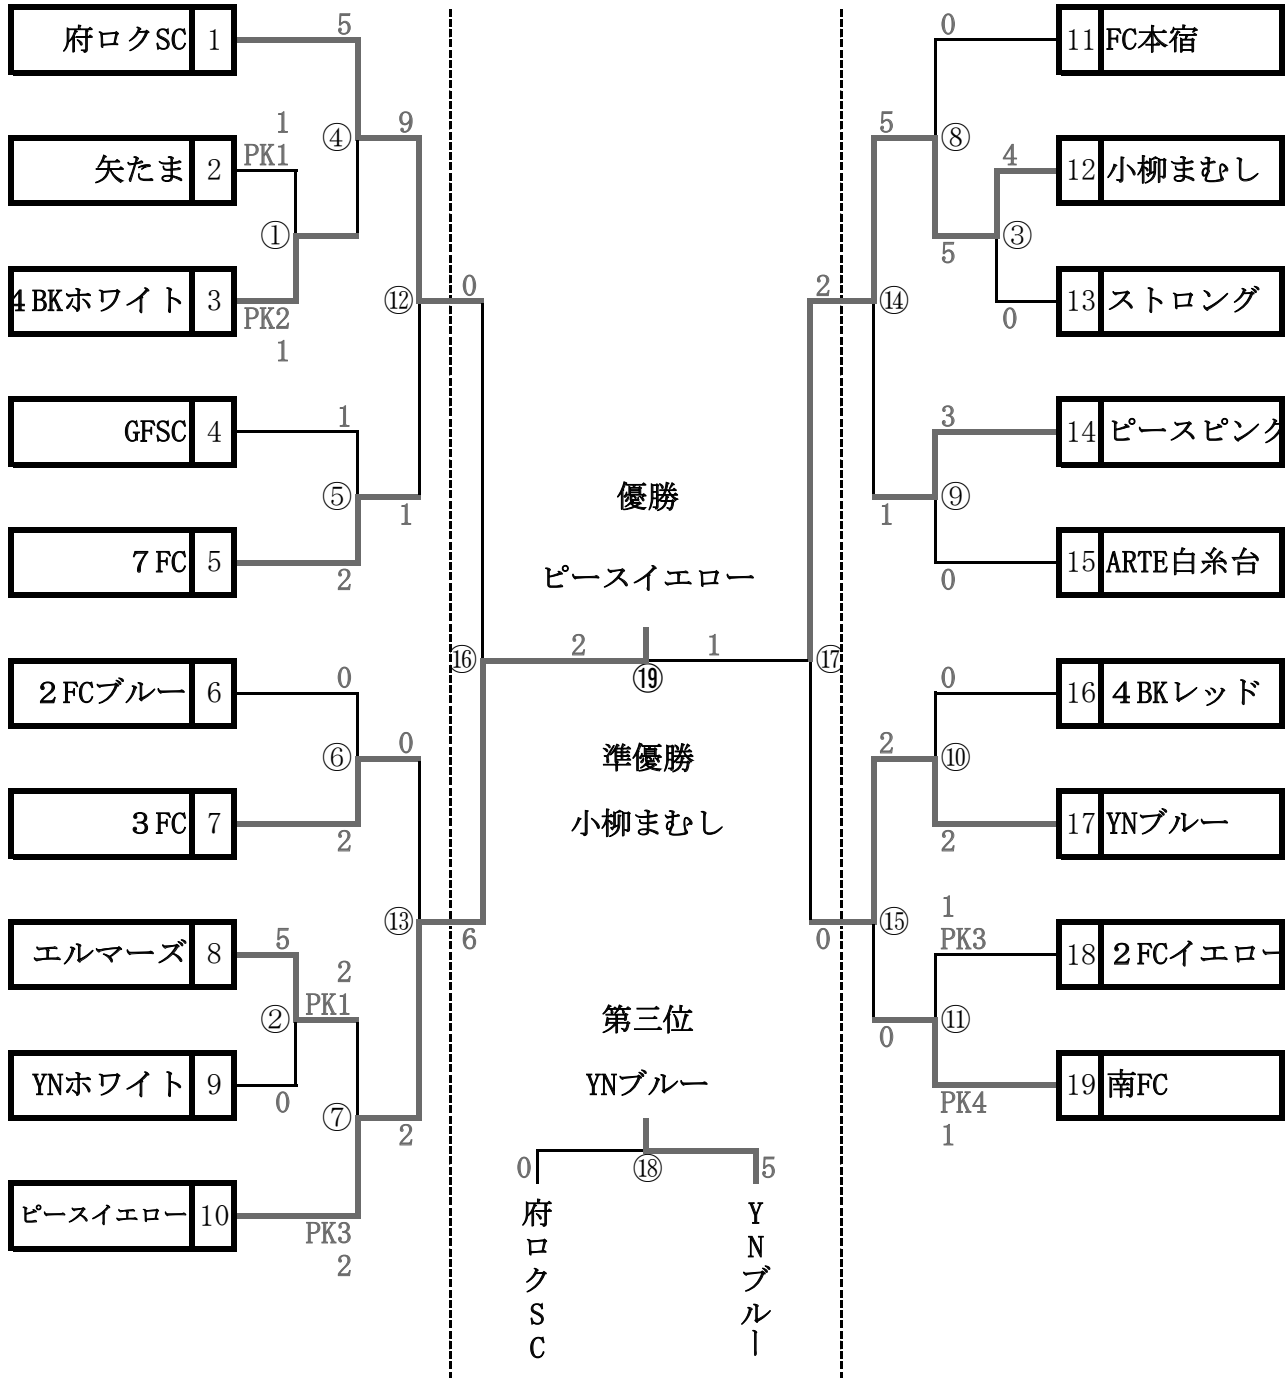 府ロクSC 1
5
矢たま 2
1
PK1
①
4BKホワイト 3
PK2
1
④
9
GFSC 4
1
⑤
7FC 5
2
1
⑫
0
2FCブルー 6
0
⑥
0
3FC 7
2
⑬
6
エルマーズ 8
5
②
2
PK1
YNホワイト 9
0
⑦
2
ピースイエロー 10
PK3
2
⑯
優勝
ピースイエロー
2
1
⑲
準優勝
小柳まむし
第三位
YNブルー
0
⑱
5
府ロクSC
YNブルー
⑰
0
11 FC本宿
5
⑧
4
12 小柳まむし
5
③
13 ストロング
0
2
⑭
3
14 ピースピンク
⑨
1
15 ARTE白糸台
0
0
16 4BKレッド
2
⑩
17 YNブルー
2
⑮
0
1
PK3
18 2FCイエロー
⑪
0
19 南FC
PK4
1